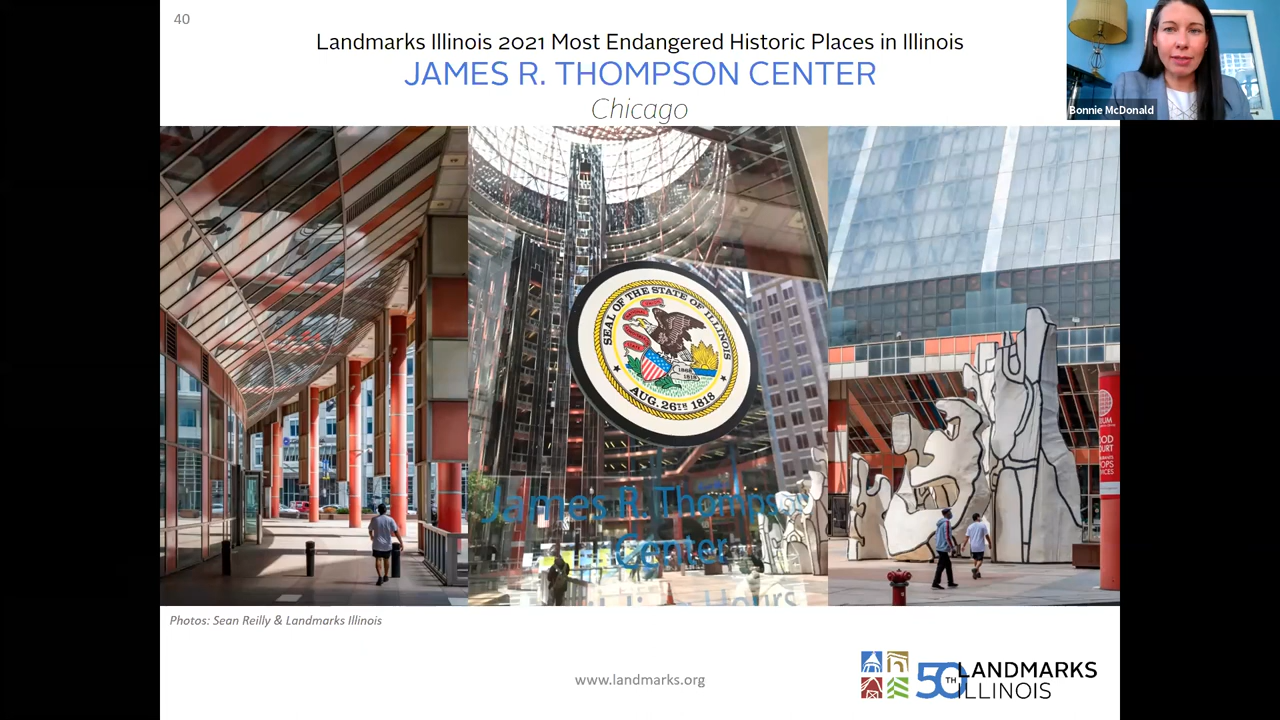 40
Landmarks Illinois 2021 Most Endangered Historic Places in Illinois
JAMES R. THOMPSON CENTER
Chicago
Bonnie McDonald
SEAL OF THE STATE OF ILLINOIS
1868
1818
AUG. 26TH 1818
James R. Thompson
Center
Photos: Sean Reilly & Landmarks Illinois
www.landmarks.org
50TH
LANDMARKS
ILLINOIS